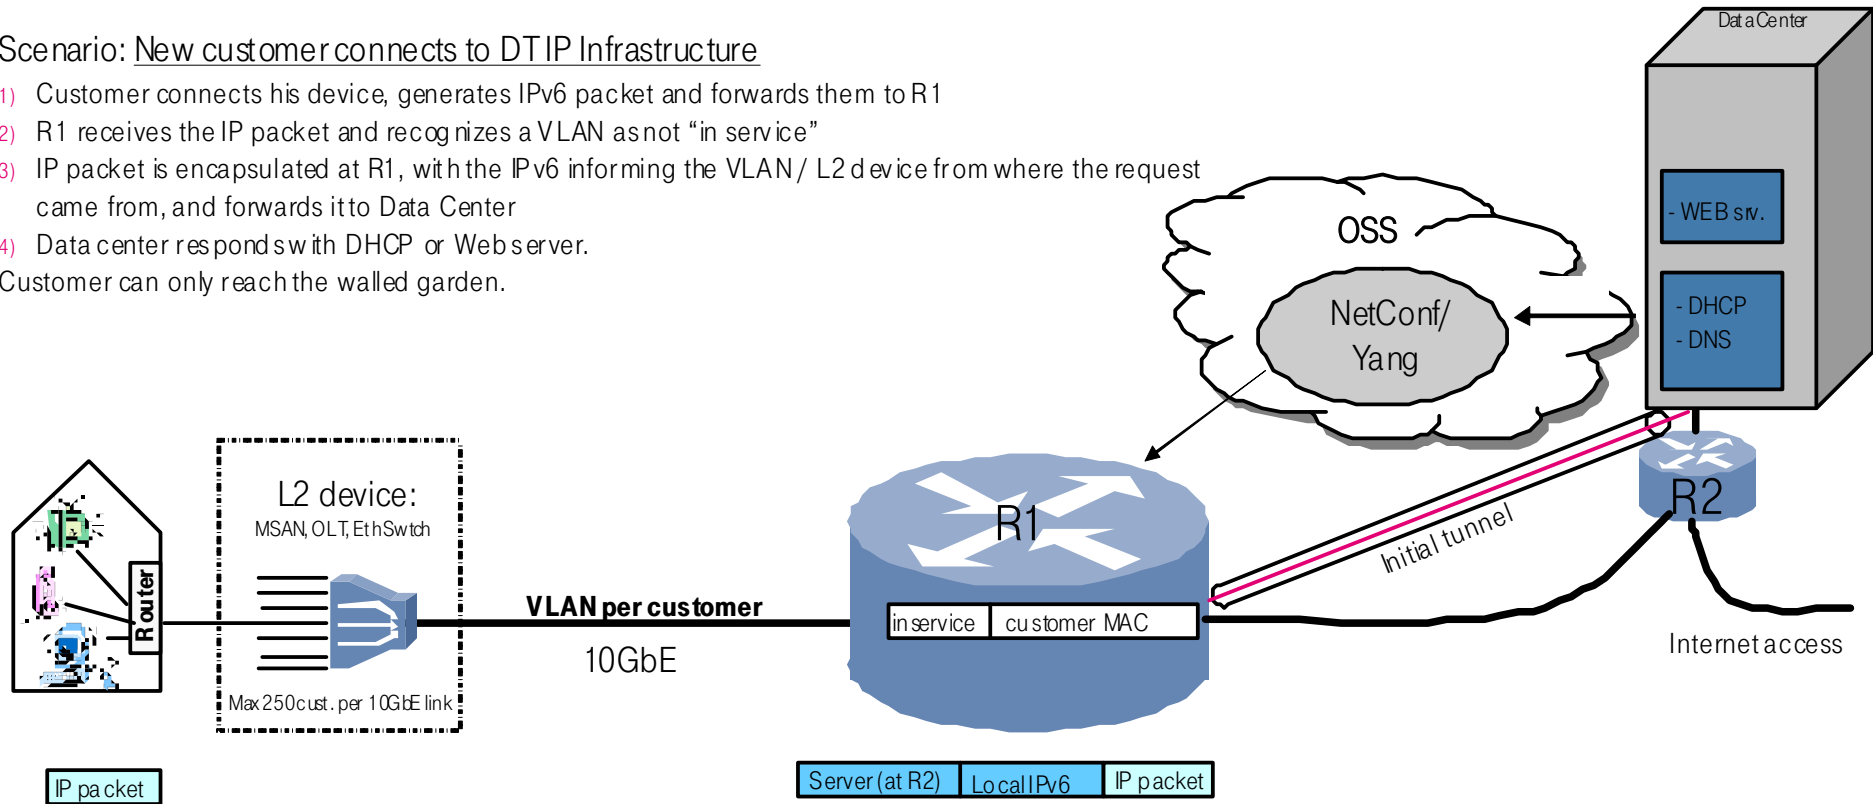 Scenario: New customer connects to DT IP Infrastructure
1) Customer connects his device, generates IPv6 packet and forwards them to R1
2) R1 receives the IP packet and recognizes a VLAN as not “in service”
3) IP packet is encapsulated at R1, with the IPv6 informing the VLAN / L2 device from where the request
came from, and forwards it to Data Center
4) Data center responds with DHCP or Web server.
Customer can only reach the walled garden.
Data Center
- WEB srv.
- DHCP
- DNS
OSS
NetConf/
Yang
L2 device:
MSAN, OLT, EthSwtch
Max 250 cust. per 10GbE link
Router
VLAN per customer
10GbE
R1
in service
customer MAC
Initial tunnel
R2
Internet access
IP packet
Server (at R2)
Local IPv6
IP packet